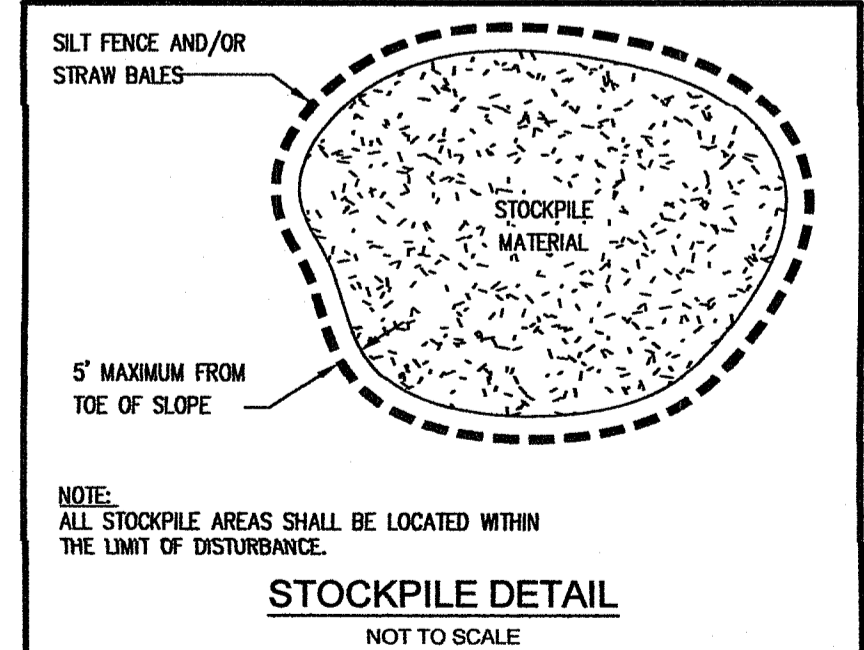 SILT FENCE AND/OR
STRAW BALES
STOCKPILE
MATERIAL
5' MAXIMUM FROM
TOE OF SLOPE
NOTE:
ALL STOCKPILE AREAS SHALL BE LOCATED WITHIN
THE LIMIT OF DISTURBANCE.
STOCKPILE DETAIL
NOT TO SCALE